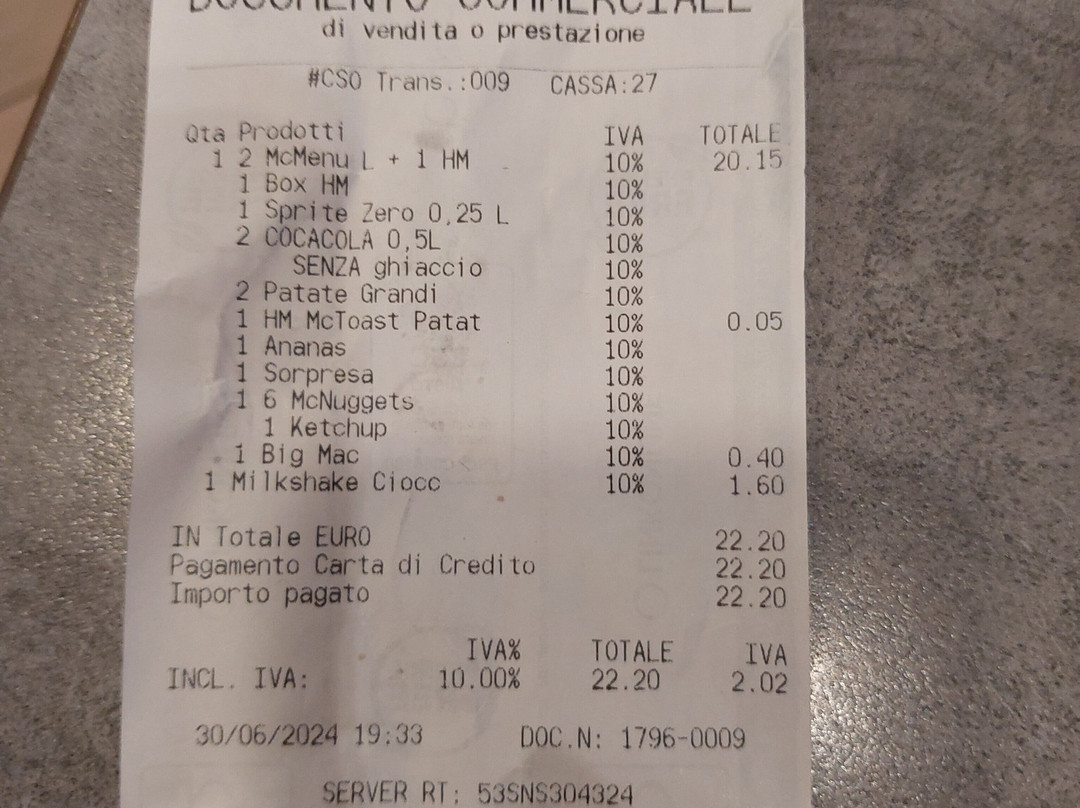 DOCUMENTO COMMERCIALE
di vendita o prestazione
#CSO Trans.:009 CASSA:27
Qta Prodotti IVA TOTALE
1 2 McMenu L + 1 HM 10% 20.15
1 Box HM 10%
1 Sprite Zero 0,25 L 10%
2 COCACOLA 0,5L 10%
SENZA ghiaccio 10%
2 Patate Grandi 10%
1 HM McToast Patat 10% 0.05
1 Ananas 10%
1 Sorpresa 10%
1 6 McNuggets 10%
1 Ketchup 10%
1 Big Mac 10% 0.40
1 Milkshake Ciocc 10% 1.60
IN Totale EURO 22.20
Pagamento Carta di Credito 22.20
Importo pagato 22.20
IVA% TOTALE IVA
INCL. IVA: 10.00% 22.20 2.02
30/06/2024 19:33 DOC.N: 1796-0009
SERVER RT: 53SNS304324